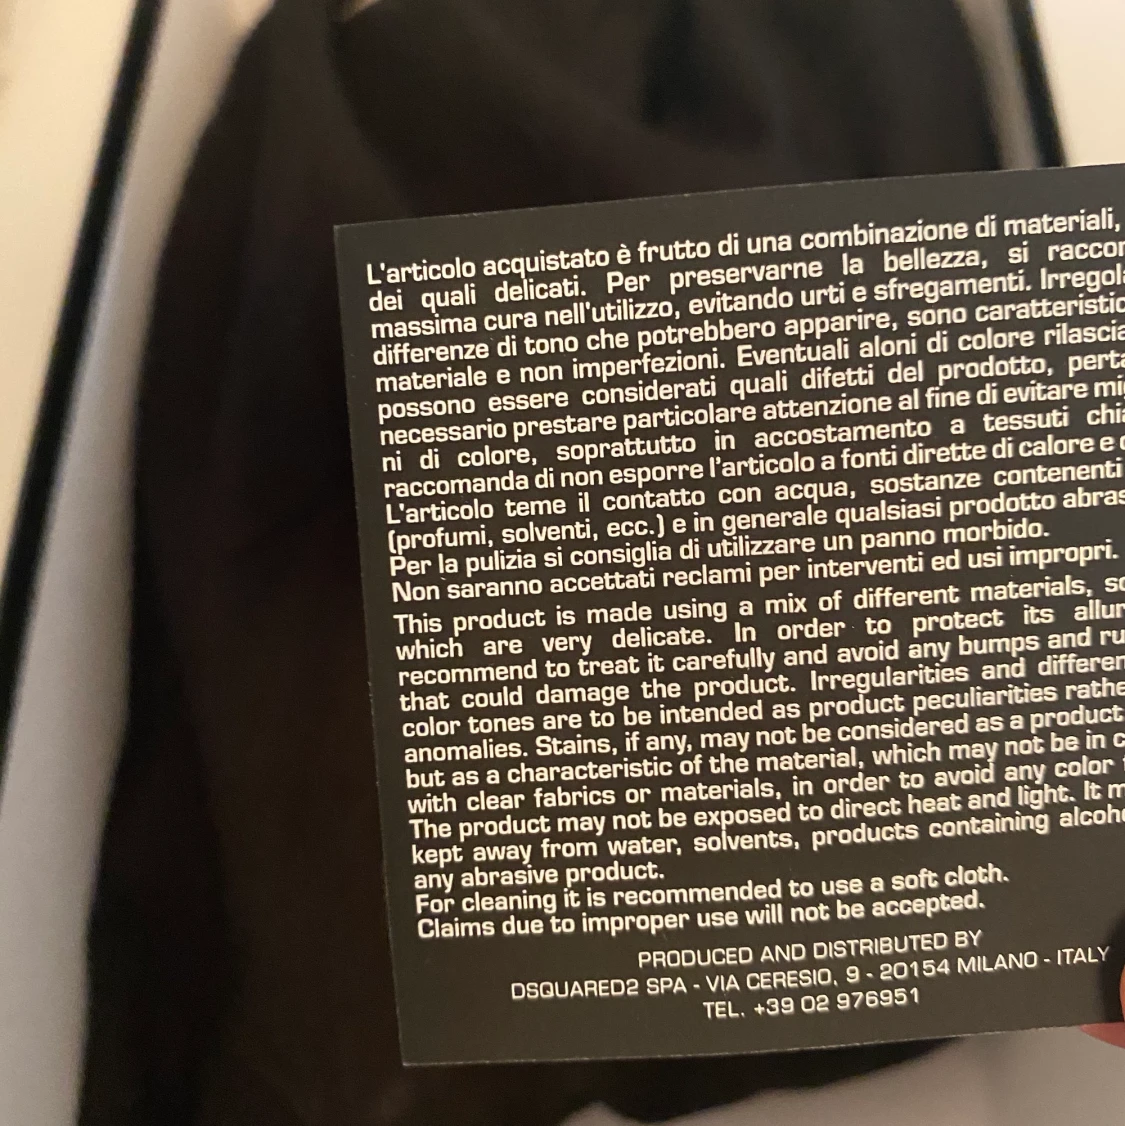 L'articolo acquistato è frutto di una combinazione di materiali,
dei quali delicati. Per preservarne la bellezza, si
massima cura nell'utilizzo, evitando urti e sfregamenti.
differenze di tono che potrebbero apparire, sono
materiale e non imperfezioni. Eventuali aloni di colore
possono essere considerati quali difetti del prodotto,
necessario prestare particolare attenzione al fine di evitare
ni di colore, soprattutto in accostamento a tessuti
raccomanda di non esporre l'articolo a fonti dirette di calore e
L'articolo teme il contatto con acqua, sostanze contenenti
(profumi, solventi, ecc.) e in generale qualsiasi prodotto
Per la pulizia si consiglia di utilizzare un panno morbido.
Non saranno accettati reclami per interventi ed usi impropri.
This product is made using a mix of different materials,
which are very delicate. In order to protect its
recommend to treat it carefully and avoid any bumps and
that could damage the product. Irregularities and
color tones are to be intended as product peculiarities
anomalies. Stains, if any, may not be considered as a product
but as a characteristic of the material, which may not be in
with clear fabrics or materials, in order to avoid any color
The product may not be exposed to direct heat and light. It
kept away from water, solvents, products containing
any abrasive product.
For cleaning it is recommended to use a soft cloth.
Claims due to improper use will not be accepted.
PRODUCED AND DISTRIBUTED BY
DSQUARED2 SPA - VIA CERESIO, 9 - 20154 MILANO - ITALY
TEL. +39 02 976951